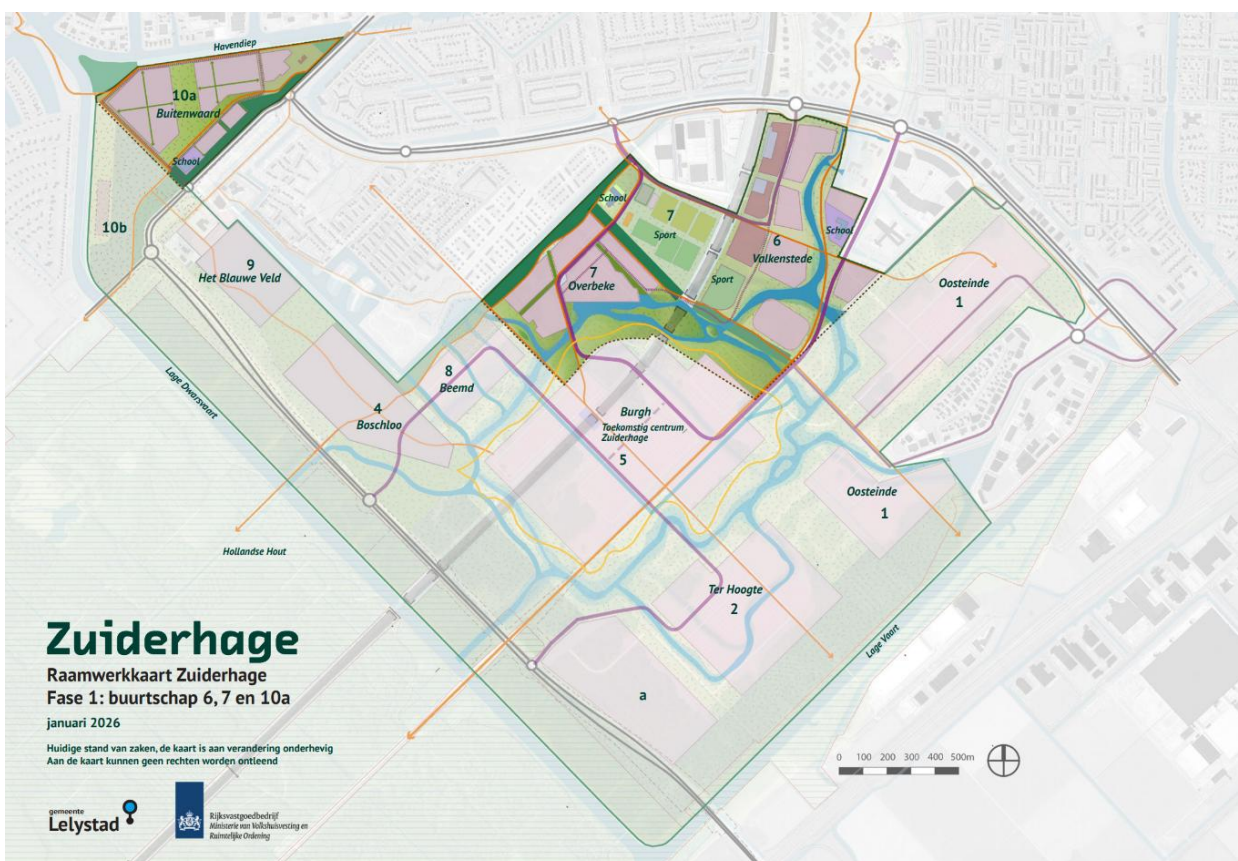 Havendiep
10a
Buitenwaard
School
10b
9
Het Blauwe Veld
School
7
Sport
6
Valkenstede
School
Sport
7
Overbeke
Oosteinde
1
8
Beemd
4
Boschloo
Lage Dwarsvaart
Burgh
Toekomstig centrum
Zuiderhage
5
Oosteinde
1
Hollandse Hout
Ter Hoogte
2
Lage Vaart
a
Zuiderhage
Raamwerkkaart Zuiderhage
Fase 1: buurtschap 6, 7 en 10a
januari 2026
Huidige stand van zaken, de kaart is aan verandering onderhevig
Aan de kaart kunnen geen rechten worden ontleend
0 100 200 300 400 500m
gemeente
Lelystad
Rijksvastgoedbedrijf
Ministerie van Volkshuisvesting en
Ruimtelijke Ordening